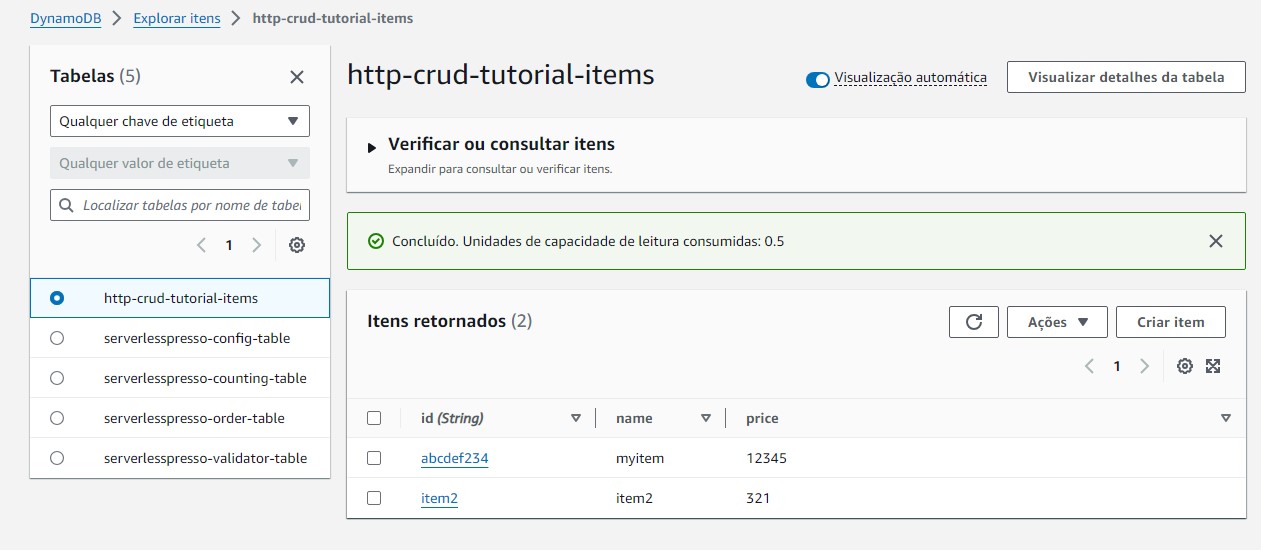 DynamoDB > Explorar itens > http-crud-tutorial-items
Tabelas (5)
Qualquer chave de etiqueta
Qualquer valor de etiqueta
Localizar tabelas por nome de tabel
1
http-crud-tutorial-items
serverlesspresso-config-table
serverlesspresso-counting-table
serverlesspresso-order-table
serverlesspresso-validator-table
http-crud-tutorial-items
Visualização automática
Visualizar detalhes da tabela
Verificar ou consultar itens
Expandir para consultar ou verificar itens.
Concluído. Unidades de capacidade de leitura consumidas: 0.5
Itens retornados (2)
Ações
Criar item
1
id (String) name price
abcdef234 myitem 12345
item2 item2 321